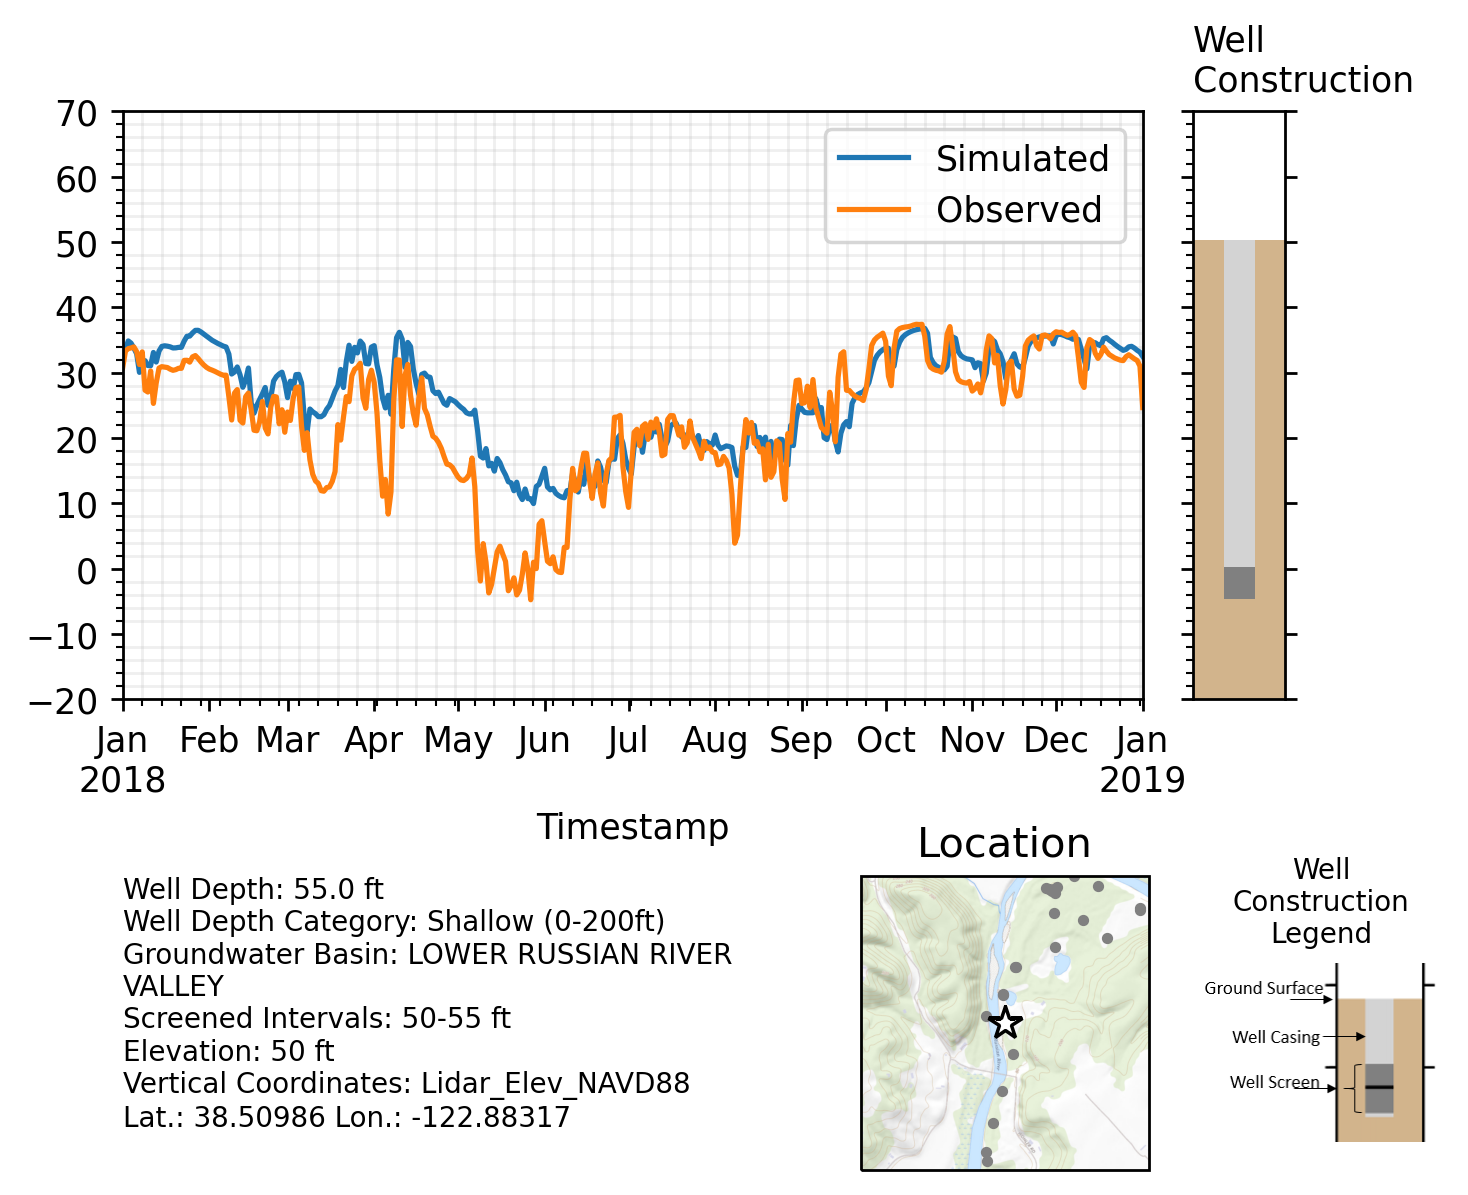 Well
Construction
70
60
50
40
30
20
10
0
−10
−20
Simulated
Observed
Jan Feb Mar Apr May Jun Jul Aug Sep Oct Nov Dec Jan
2018 2019
Timestamp
Well Depth: 55.0 ft
Well Depth Category: Shallow (0-200ft)
Groundwater Basin: LOWER RUSSIAN RIVER
VALLEY
Screened Intervals: 50-55 ft
Elevation: 50 ft
Vertical Coordinates: Lidar_Elev_NAVD88
Lat.: 38.50986 Lon.: -122.88317
Location
Well
Construction
Legend
Ground Surface
Well Casing
Well Screen